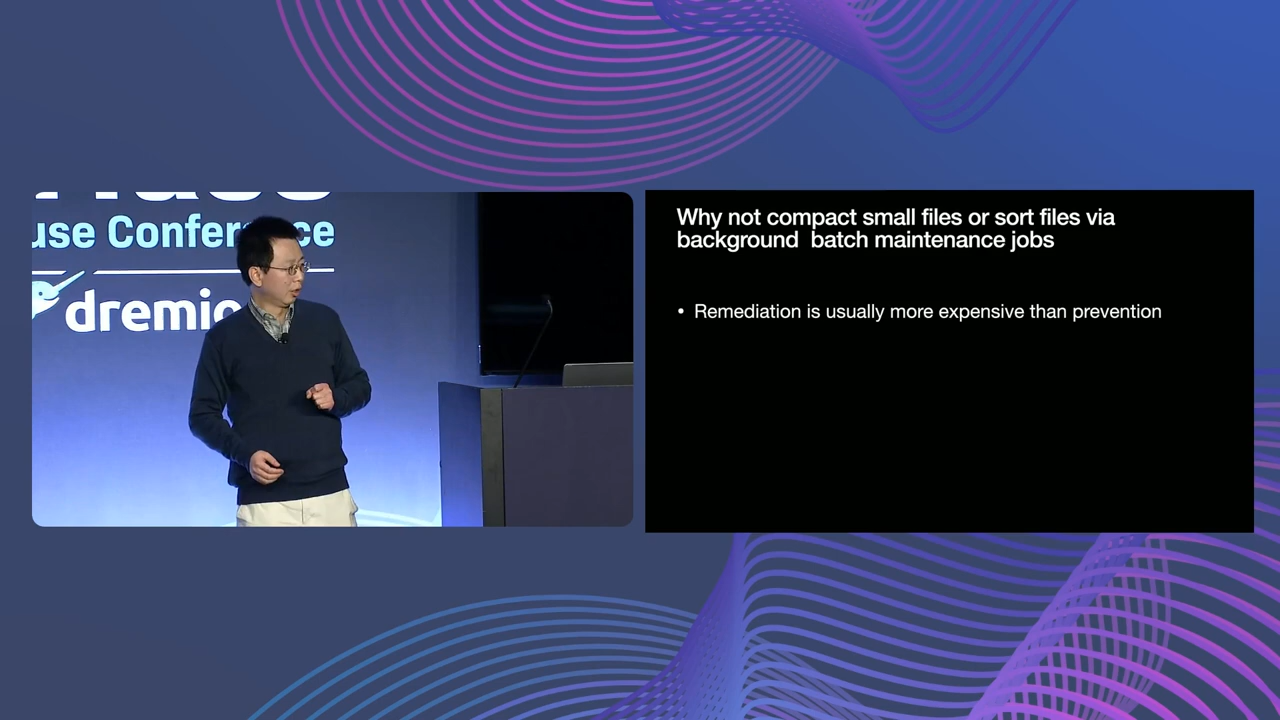 use Conference
dremio
Why not compact small files or sort files via
background  batch maintenance jobs
• Remediation is usually more expensive than prevention